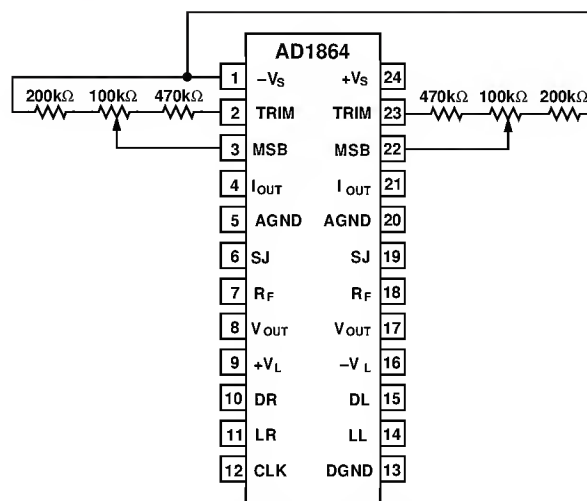 AD1864
1 –VS +VS 24
200kΩ 100kΩ 470kΩ 2 TRIM TRIM 23 470kΩ 100kΩ 200kΩ
3 MSB MSB 22
4 IOUT IOUT 21
5 AGND AGND 20
6 SJ SJ 19
7 RF RF 18
8 VOUT VOUT 17
9 +VL –VL 16
10 DR DL 15
11 LR LL 14
12 CLK DGND 13